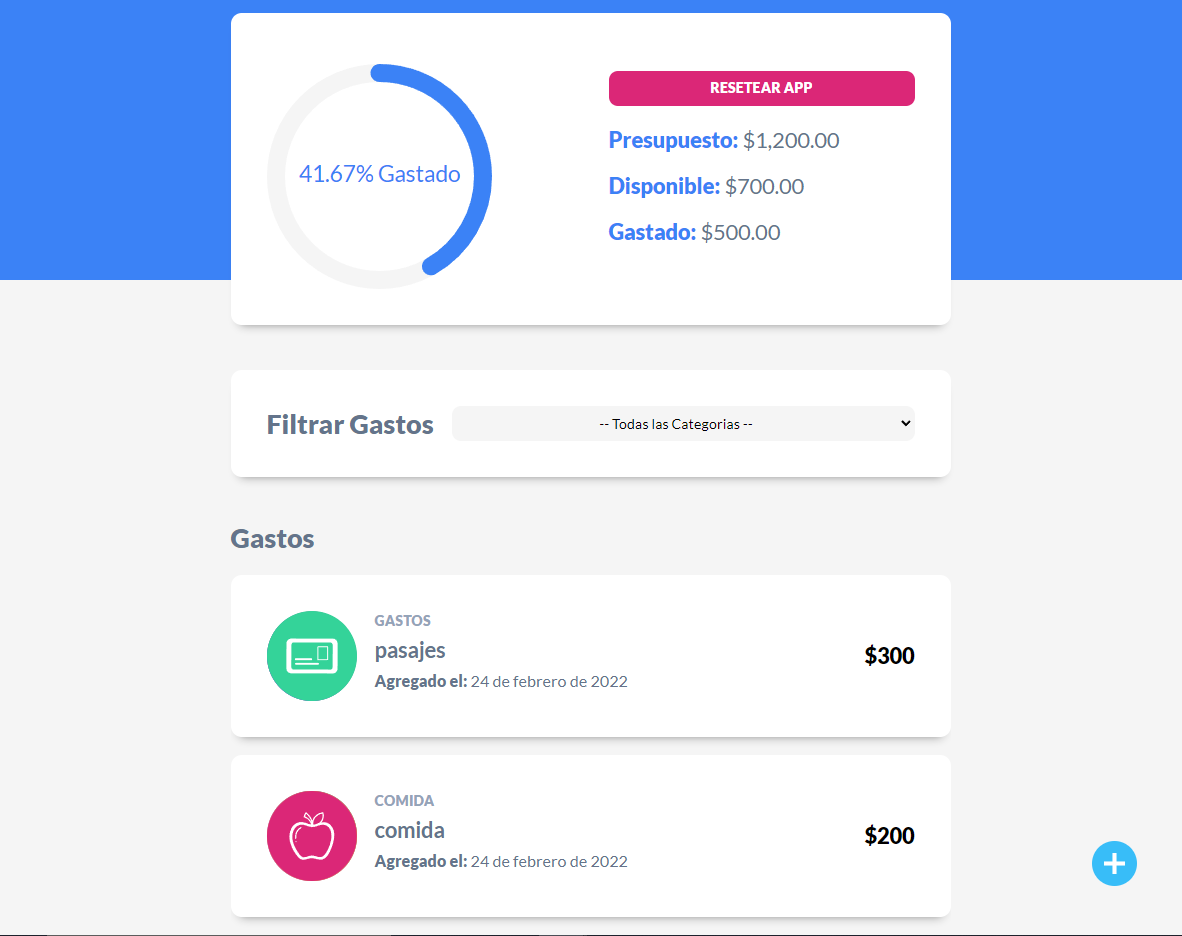 41.67% Gastado
RESETEAR APP
Presupuesto: $1,200.00
Disponible: $700.00
Gastado: $500.00
Filtrar Gastos
-- Todas las Categorias --
Gastos
GASTOS
pasajes
Agregado el: 24 de febrero de 2022
$300
COMIDA
comida
Agregado el: 24 de febrero de 2022
$200